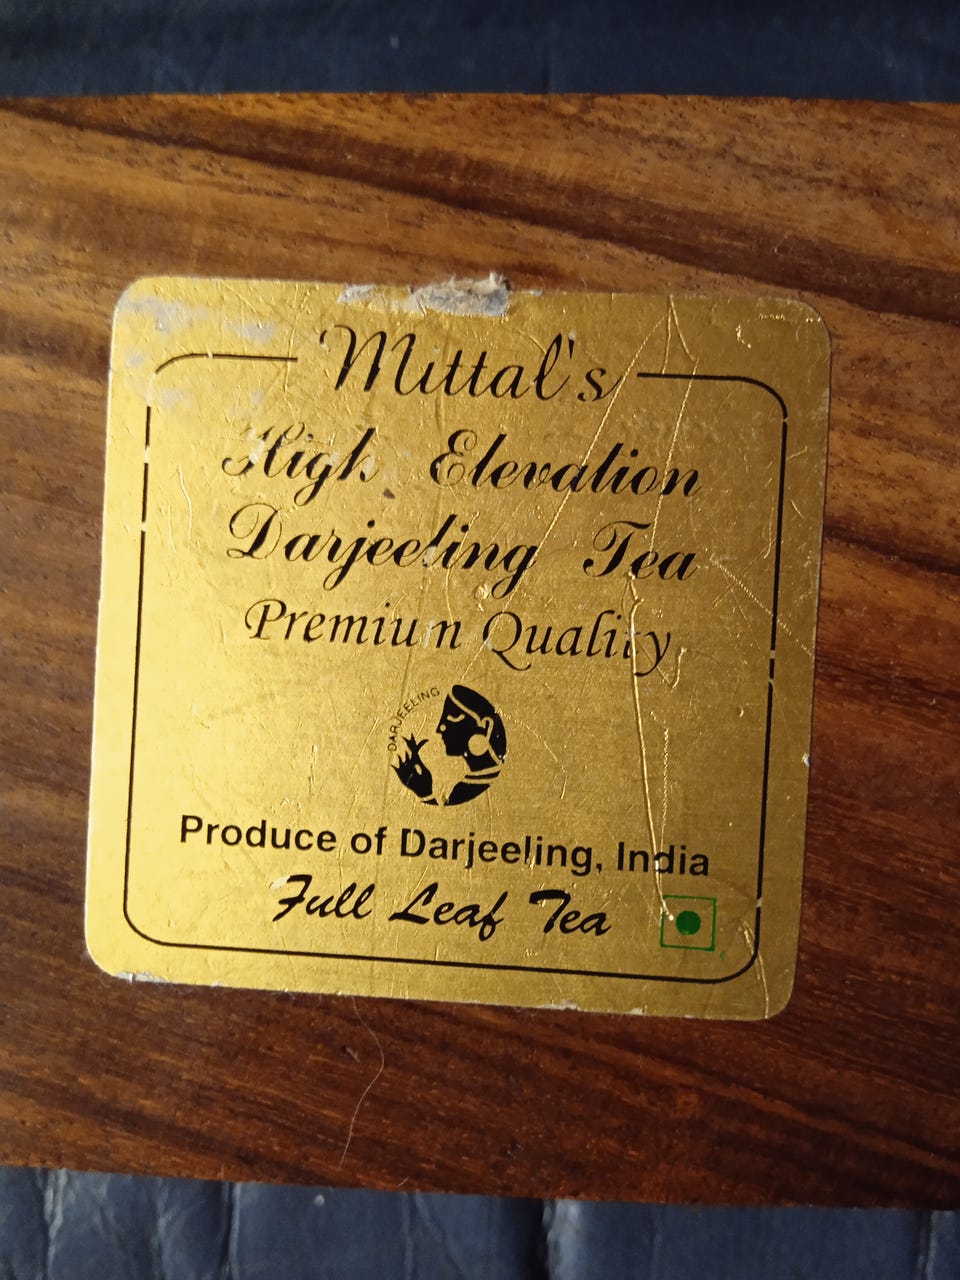 Mittal's
High Elevation
Darjeeling Tea
Premium Quality
DARJEELING
Produce of Darjeeling, India
Full Leaf Tea